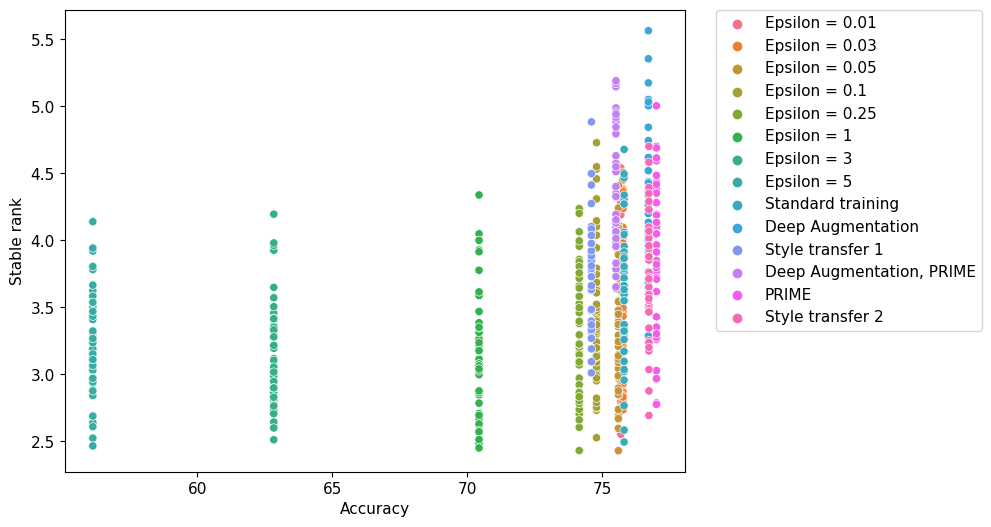 5.5
5.0
4.5
4.0
3.5
3.0
2.5
Stable rank
60
65
70
75
Accuracy
Epsilon = 0.01
Epsilon = 0.03
Epsilon = 0.05
Epsilon = 0.1
Epsilon = 0.25
Epsilon = 1
Epsilon = 3
Epsilon = 5
Standard training
Deep Augmentation
Style transfer 1
Deep Augmentation, PRIME
PRIME
Style transfer 2